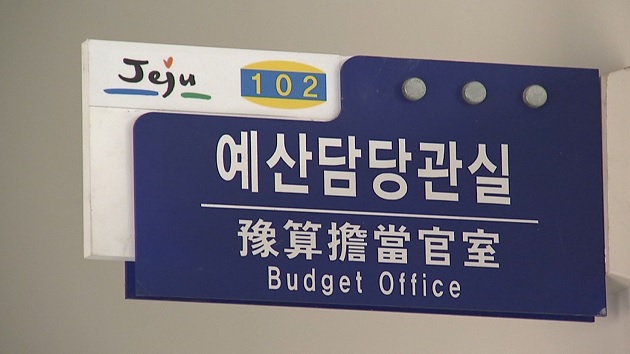 Jeju
102
예산담당관실
豫算擔當官室
Budget Office